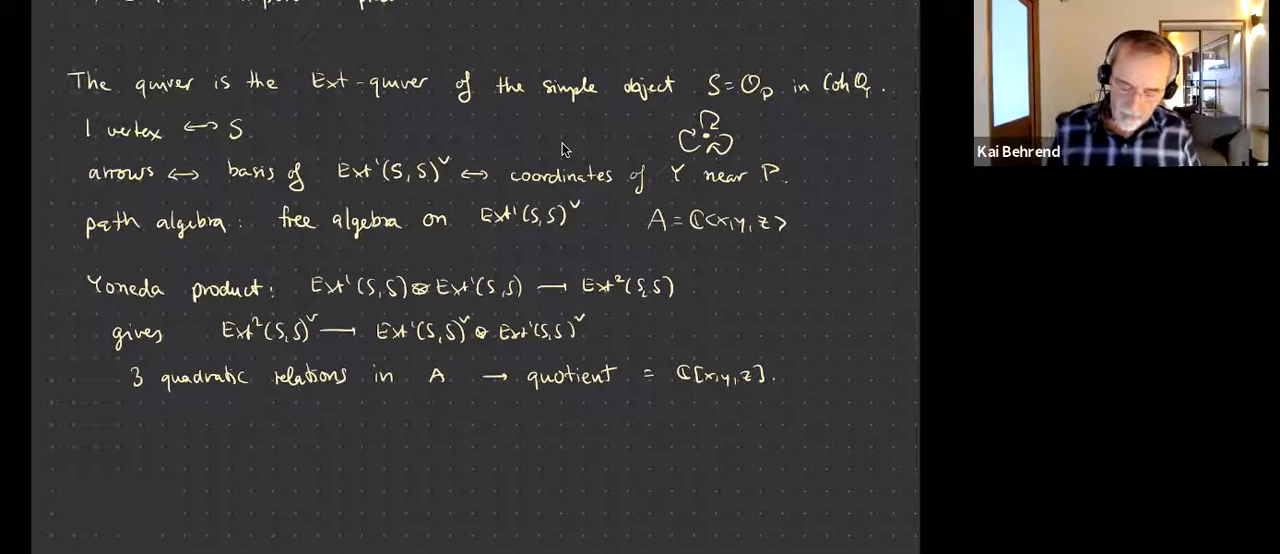 The quiver is the Ext-quiver of the simple object S = O_P in Coh O_Y.
1 vertex ↔ S
arrows ↔ basis of Ext¹(S,S)^∨ ↔ coordinates of Y near P.
path algebra: free algebra on Ext¹(S,S)^∨ A = ℂ<x,y,z>
Yoneda product: Ext¹(S,S) ⊗ Ext¹(S,S) → Ext²(S,S)
gives Ext²(S,S)^∨ → Ext¹(S,S)^∨ ⊗ Ext¹(S,S)^∨
3 quadratic relations in A → quotient = ℂ[x,y,z].
Kai Behrend